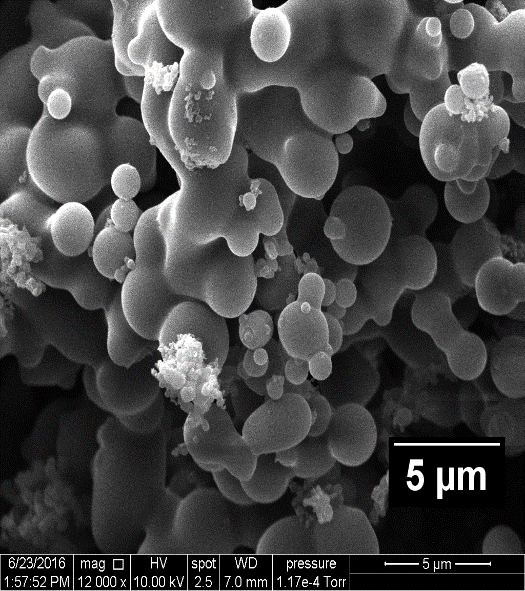 5 μm
6/23/2016 mag HV spot WD pressure 5 μm
1:57:52 PM 12 000 x 10.00 kV 2.5 7.0 mm 1.17e-4 Torr